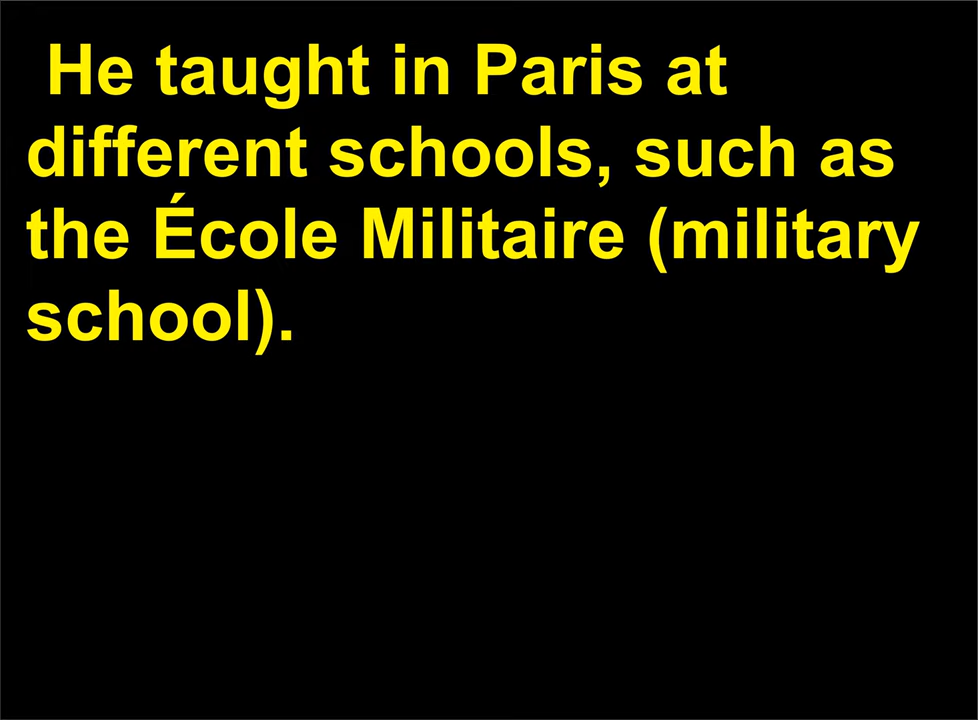 He taught in Paris at
different schools, such as
the École Militaire (military
school).